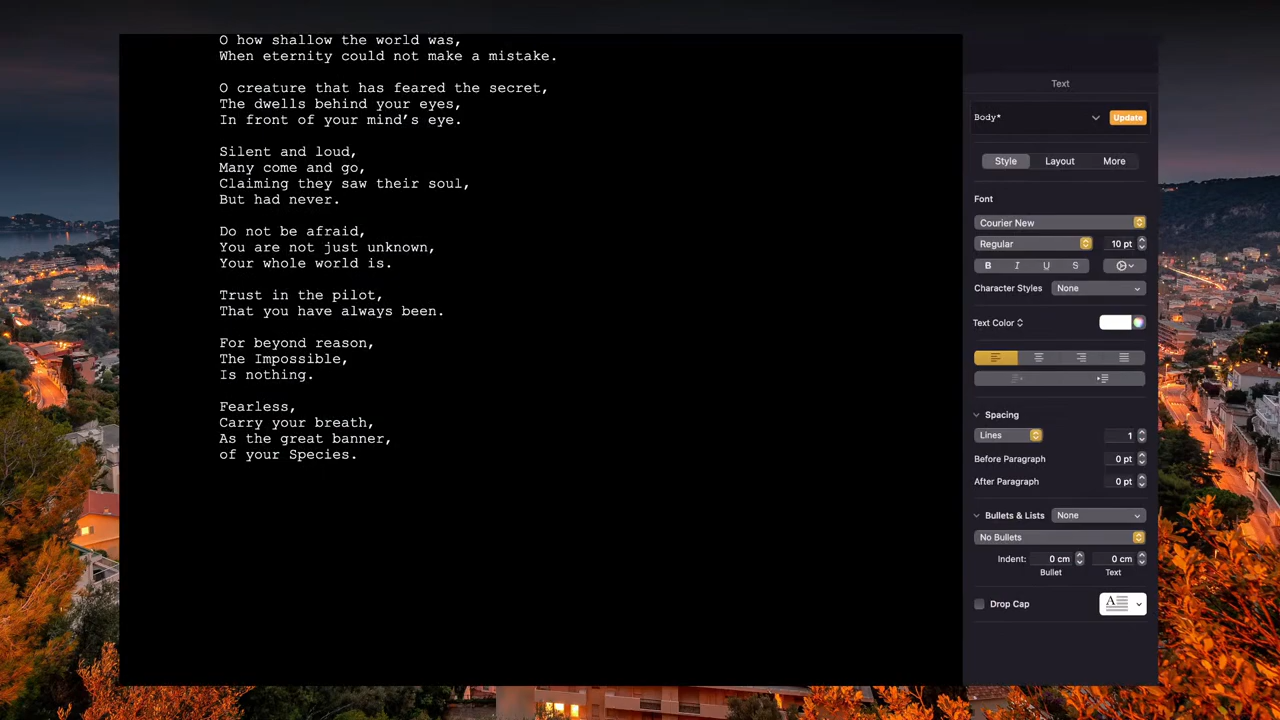 O how shallow the world was,
When eternity could not make a mistake.
O creature that has feared the secret,
The dwells behind your eyes,
In front of your mind’s eye.
Silent and loud,
Many come and go,
Claiming they saw their soul,
But had never.
Do not be afraid,
You are not just unknown,
Your whole world is.
Trust in the pilot,
That you have always been.
For beyond reason,
The Impossible,
Is nothing.
Fearless,
Carry your breath,
As the great banner,
of your Species.
Text
Body*
Update
Style Layout More
Font
Courier New
Regular 10 pt
B I U S
Character Styles None
Text Color
Spacing
Lines 1
Before Paragraph 0 pt
After Paragraph 0 pt
Bullets & Lists None
No Bullets
Indent: 0 cm 0 cm
Bullet Text
Drop Cap A